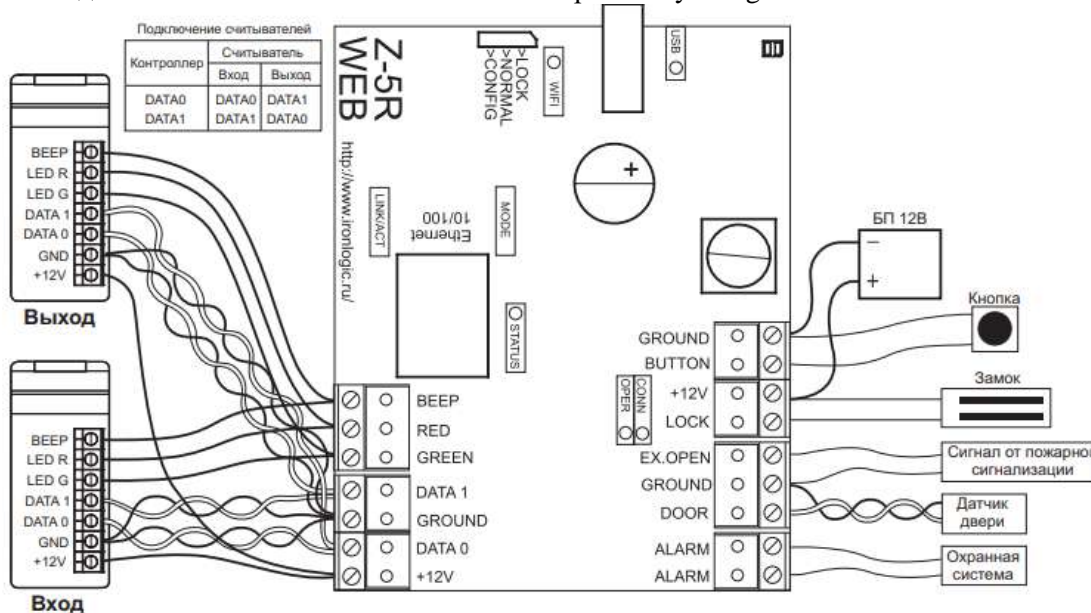 Подключение считывателей
Контроллер
Считыватель
Вход Выход
DATA0 DATA0 DATA1
DATA1 DATA1 DATA0
BEEP
LED R
LED G
DATA 1
DATA 0
GND
+12V
Выход
BEEP
LED R
LED G
DATA 1
DATA 0
GND
+12V
Вход
Z-5R
WEB
http://www.ironlogic.ru/
>LOCK
>NORMAL
>CONFIG
WIFI
USB
LINK/ACT
Ethernet
10/100
MODE
STATUS
+
BEEP
RED
GREEN
DATA 1
GROUND
DATA 0
+12V
GROUND
BUTTON
+12V
LOCK
CONN
OPER
EX.OPEN
GROUND
DOOR
ALARM
ALARM
БП 12В
−
+
Кнопка
Замок
Сигнал от пожарно
сигнализации
Датчик
двери
Охранная
система